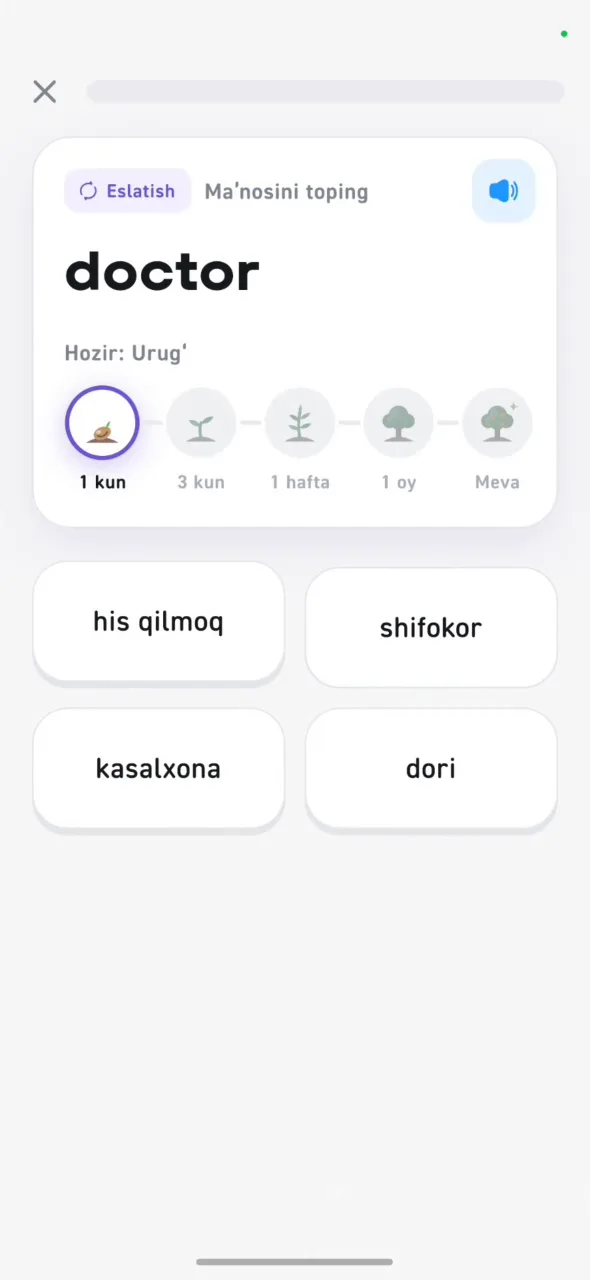 Eslatish Ma'nosini toping
doctor
Hozir: Urugʻ
1 kun 3 kun 1 hafta 1 oy Meva
his qilmoq shifokor
kasalxona dori